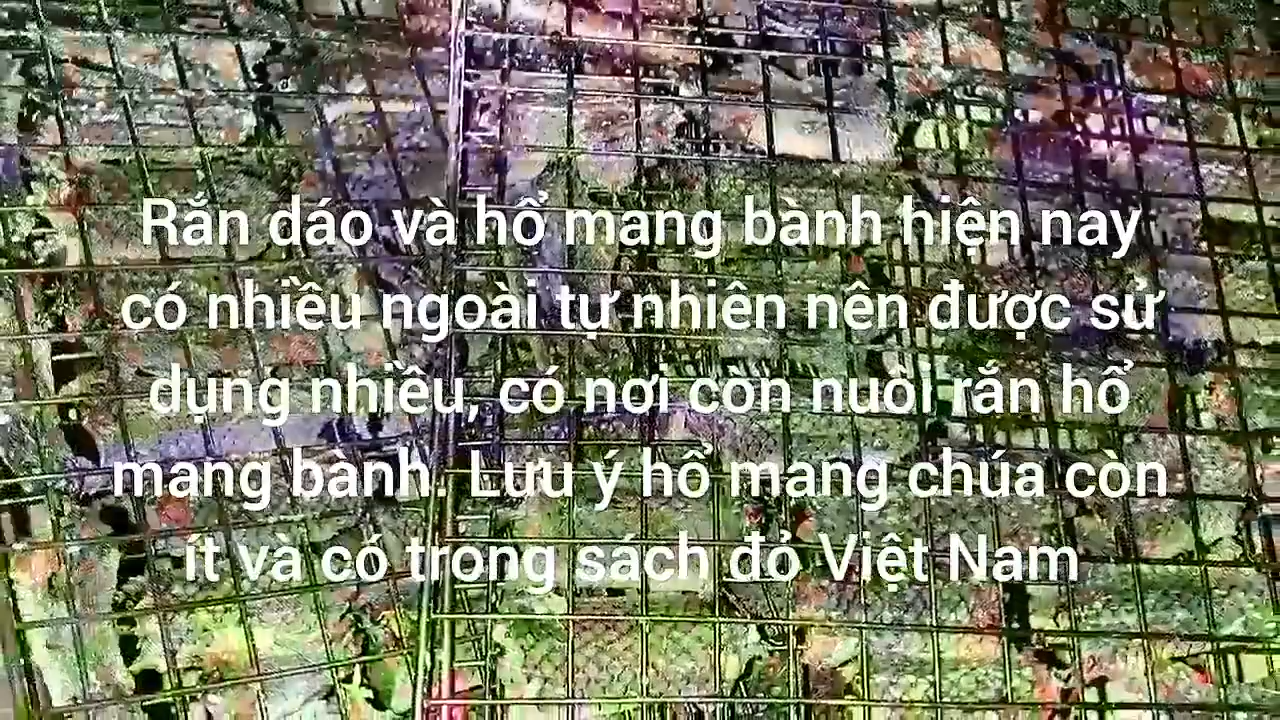 Rắn dáo và hổ mang bành hiện nay
có nhiều ngoài tự nhiên nên được sử
dụng nhiều, có nơi còn nuôi rắn hổ
mang bành. Lưu ý hổ mang chúa còn
ít và có trong sách đỏ Việt Nam